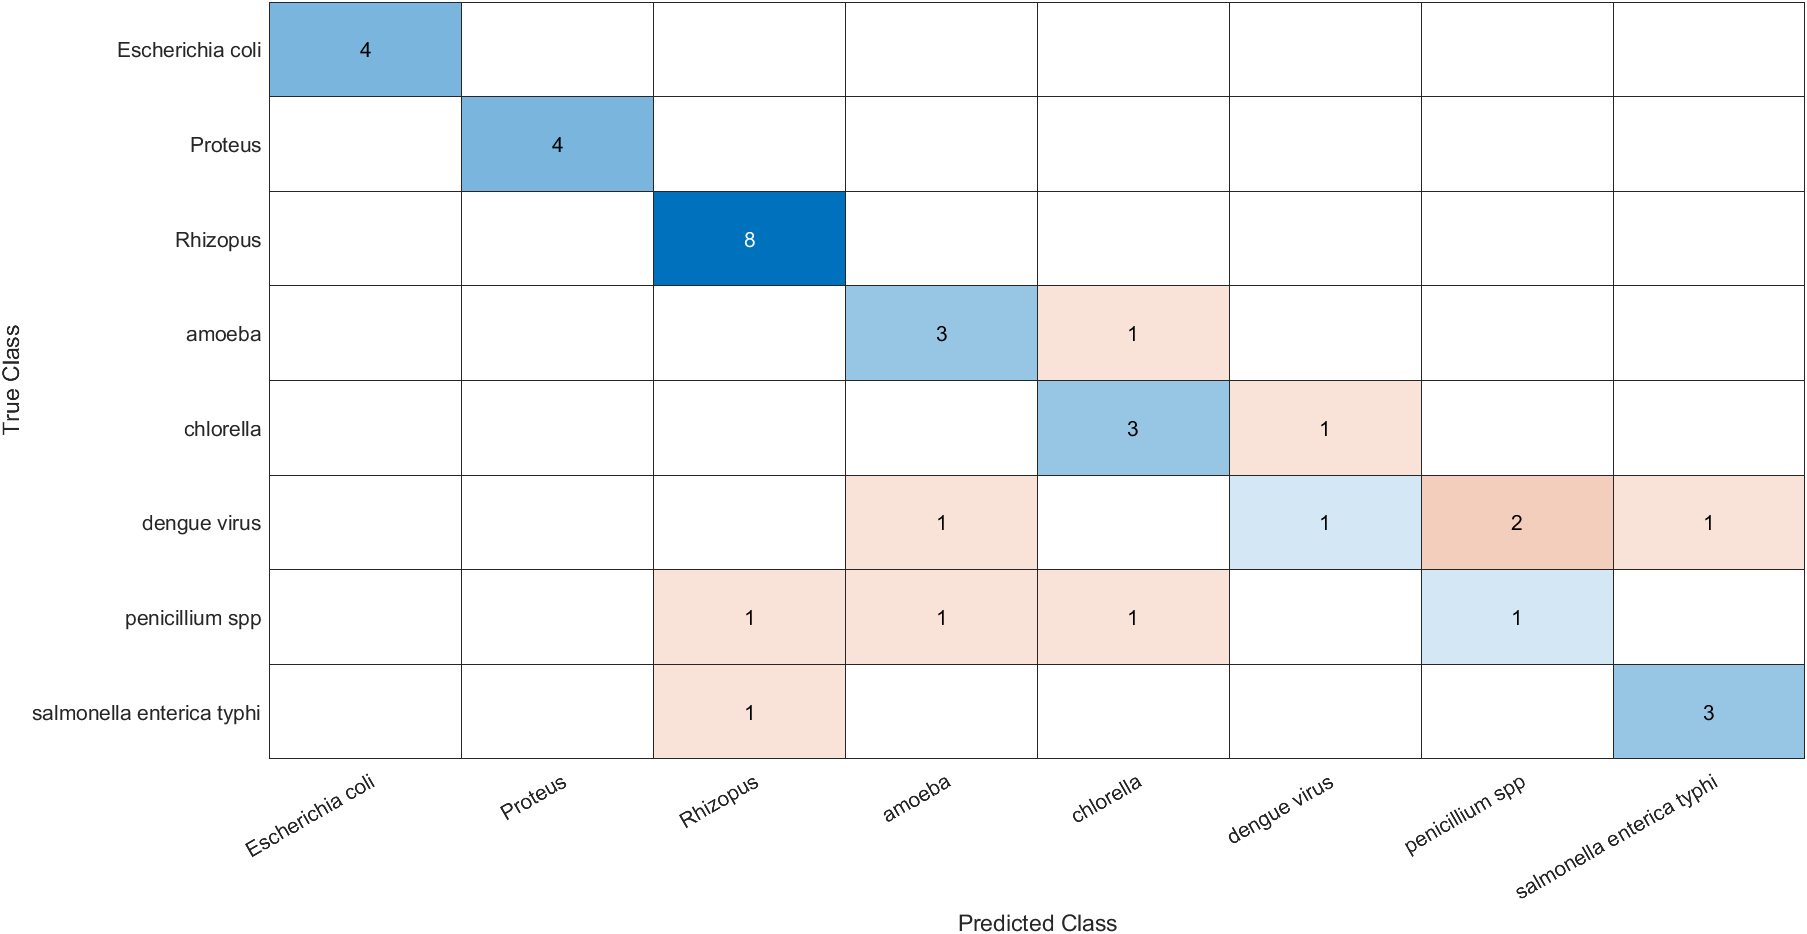 Escherichia coli 4
Proteus 4
Rhizopus 8
amoeba 3 1
chlorella 3 1
dengue virus 1 1 2 1
penicillium spp 1 1 1 1
salmonella enterica typhi 1 3
True Class
Escherichia coli
Proteus
Rhizopus
amoeba
chlorella
dengue virus
penicillium spp
salmonella enterica typhi
Predicted Class